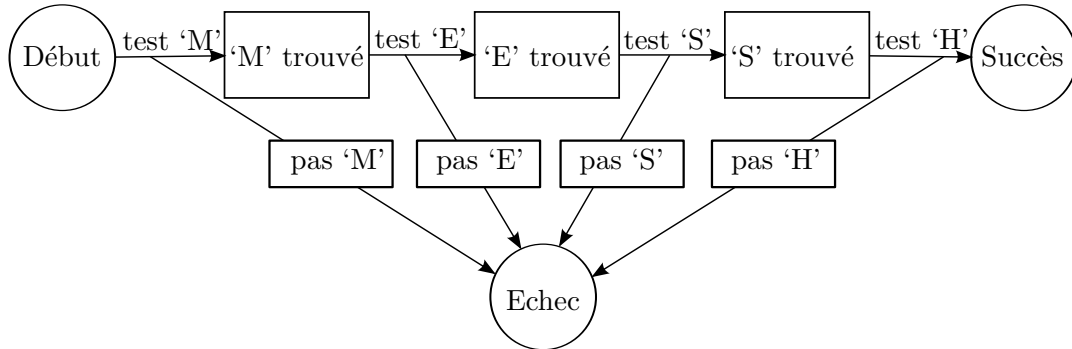 Début
test ‘M’
‘M’ trouvé
test ‘E’
‘E’ trouvé
test ‘S’
‘S’ trouvé
test ‘H’
Succès
pas ‘M’
pas ‘E’
pas ‘S’
pas ‘H’
Echec